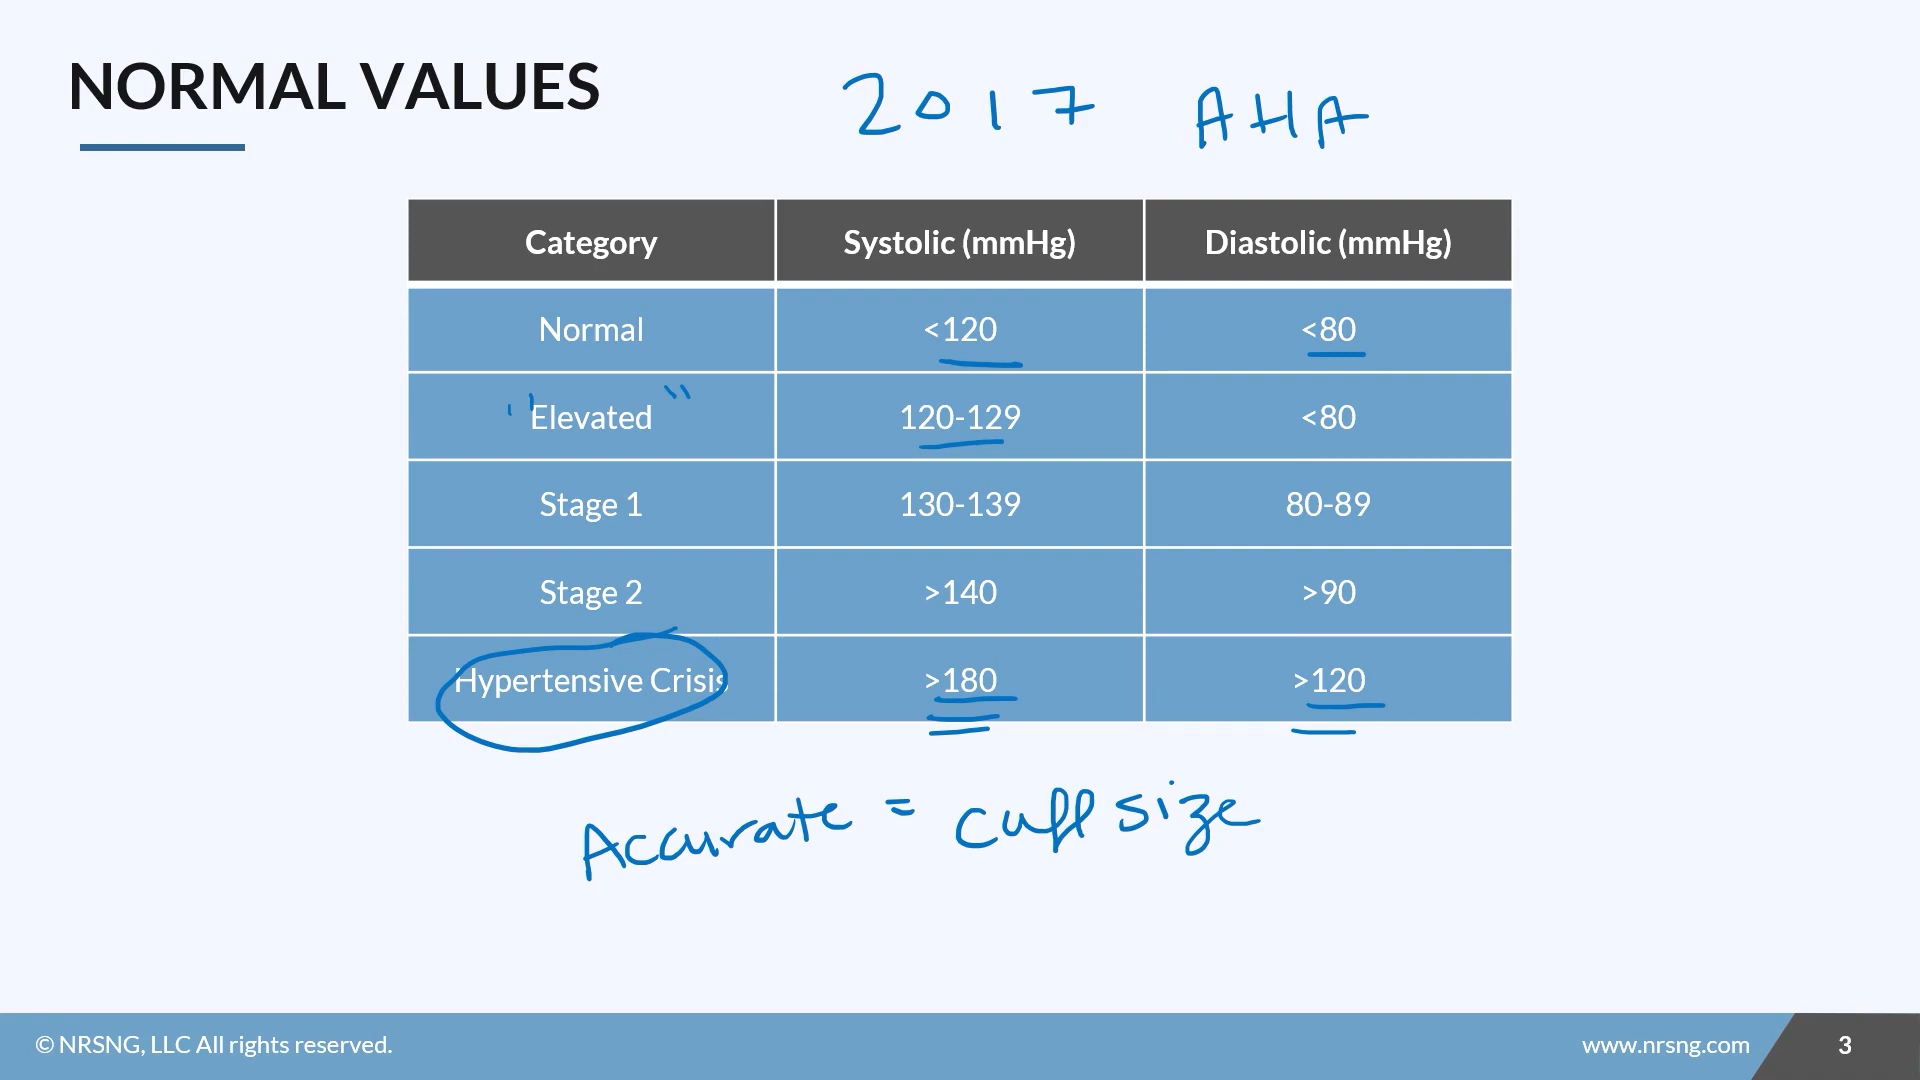 NORMAL VALUES
2017 AHA
Category Systolic (mmHg) Diastolic (mmHg)
Normal <120 <80
"Elevated" 120-129 <80
Stage 1 130-139 80-89
Stage 2 >140 >90
Hypertensive Crisis >180 >120
Accurate = cuff size
© NRSNG, LLC All rights reserved. www.nrsng.com 3